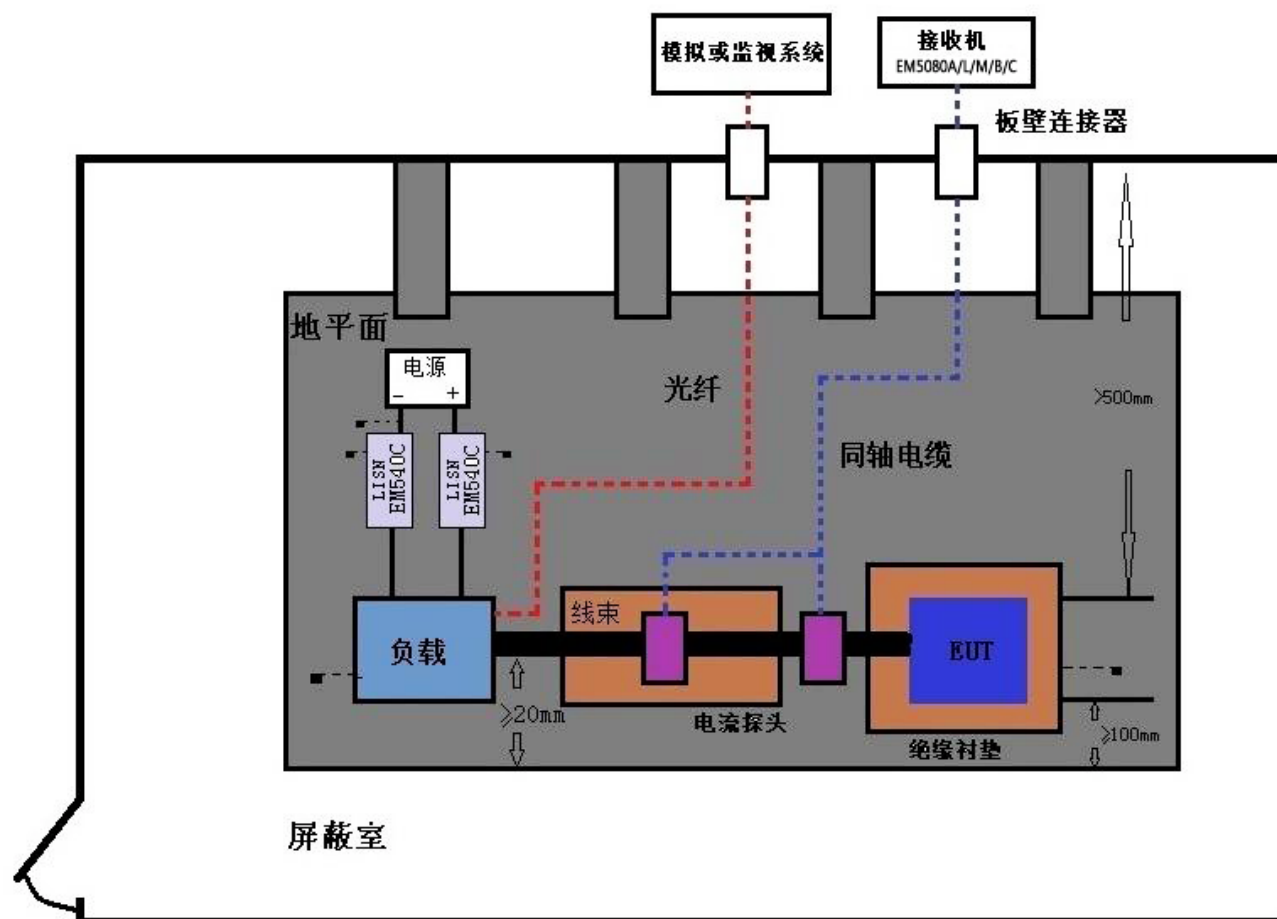 模拟或监视系统
接收机
EM5080A/L/M/B/C
板壁连接器
地平面
电源
- +
光纤
>500mm
LISN
EM540C
LISN
EM540C
同轴电缆
线束
负载
EUT
≥20mm
电流探头
绝缘衬垫
≥100mm
屏蔽室